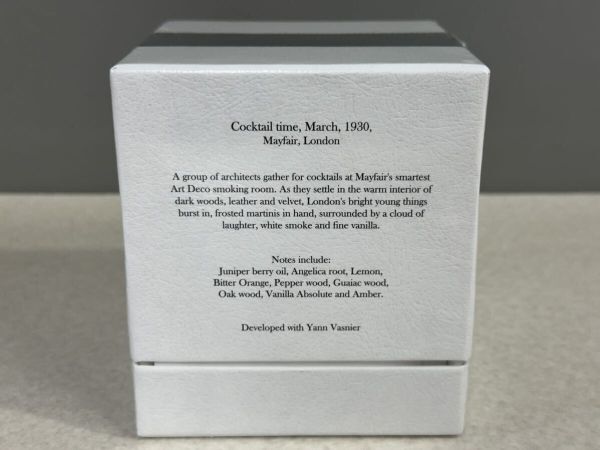 Cocktail time, March, 1930,
Mayfair, London
A group of architects gather for cocktails at Mayfair's smartest
Art Deco smoking room. As they settle in the warm interior of
dark woods, leather and velvet, London's bright young things
burst in, frosted martinis in hand, surrounded by a cloud of
laughter, white smoke and fine vanilla.
Notes include:
Juniper berry oil, Angelica root, Lemon,
Bitter Orange, Pepper wood, Guaiac wood,
Oak wood, Vanilla Absolute and Amber.
Developed with Yann Vasnier